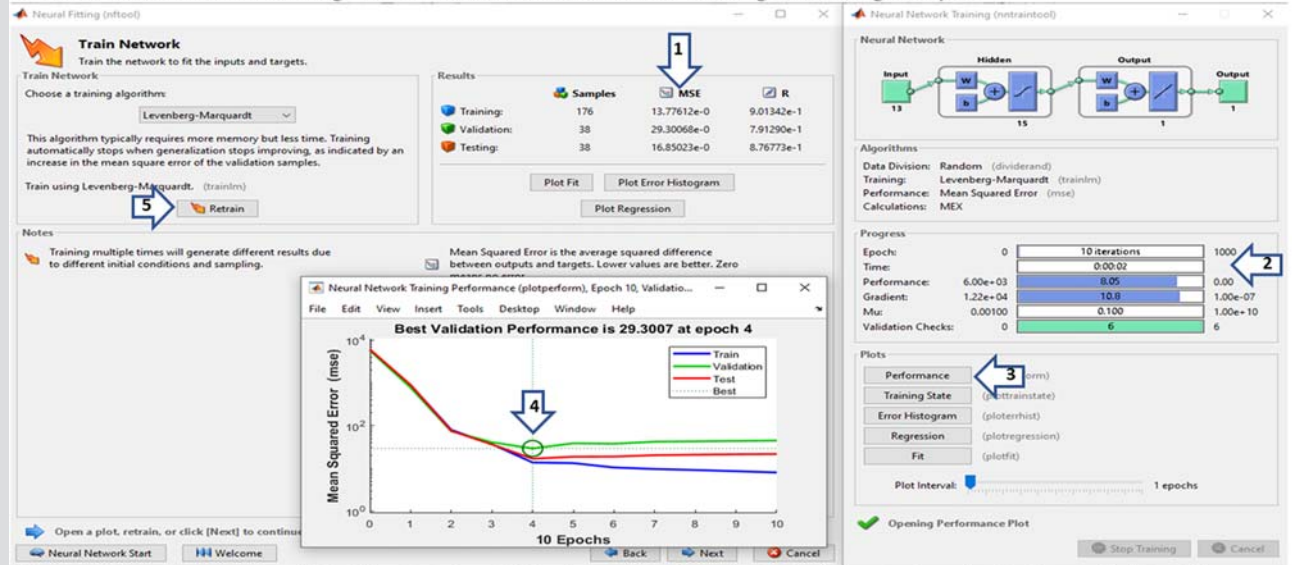 Neural Fitting (nftool)
Train Network
Train the network to fit the inputs and targets.
Train Network
Choose a training algorithm:
Levenberg-Marquardt
This algorithm typically requires more memory but less time. Training
automatically stops when generalization stops improving, as indicated by an
increase in the mean square error of the validation samples.
Train using Levenberg-Marquardt. (trainlm)
5
Retrain
Results
1
Samples MSE R
Training: 176 13.77612e-0 9.01342e-1
Validation: 38 29.30068e-0 7.91290e-1
Testing: 38 16.85023e-0 8.76773e-1
Plot Fit Plot Error Histogram
Plot Regression
Notes
Training multiple times will generate different results due
to different initial conditions and sampling.
Mean Squared Error is the average squared difference
between outputs and targets. Lower values are better. Zero
means no error.
Neural Network Training Performance (plotperform), Epoch 10, Validatio...
File Edit View Insert Tools Desktop Window Help
Best Validation Performance is 29.3007 at epoch 4
Mean Squared Error (mse)
10^4
10^2
10^0
Train
Validation
Test
Best
4
0 1 2 3 4 5 6 7 8 9 10
10 Epochs
Open a plot, retrain, or click [Next] to continue
Neural Network Start Welcome Back Next Cancel
Neural Network Training (nntraintool)
Neural Network
Hidden Output
Input Output
W b + W b +
13 15 1 1
Algorithms
Data Division: Random (dividerand)
Training: Levenberg-Marquardt (trainlm)
Performance: Mean Squared Error (mse)
Calculations: MEX
Progress
Epoch: 0 10 iterations 1000
Time: 0:00:02
2
Performance: 6.00e+03 8.05 0.00
Gradient: 1.22e+04 10.8 1.00e-07
Mu: 0.00100 0.100 1.00e+10
Validation Checks: 0 6 6
Plots
Performance 3 orm)
Training State (plottrainstate)
Error Histogram (ploterrhist)
Regression (plotregression)
Fit (plotfit)
Plot Interval: 1 epochs
Opening Performance Plot
Stop Training Cancel